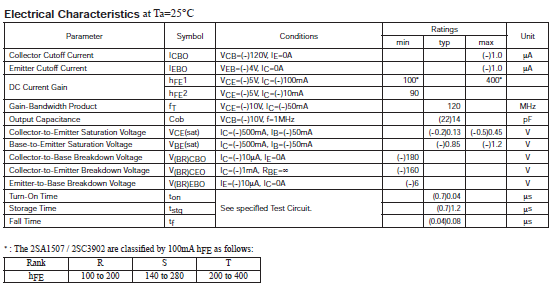 Electrical Characteristics at Ta=25°C
Parameter Symbol Conditions Ratings Unit
min typ max
Collector Cutoff Current ICBO VCB=(-)120V, IE=0A (-)1.0 μA
Emitter Cutoff Current IEBO VEB=(-)4V, IC=0A (-)1.0 μA
DC Current Gain hFE1 VCE=(-)5V, IC=(-)100mA 100* 400*
hFE2 VCE=(-)5V, IC=(-)10mA 90
Gain-Bandwidth Product fT VCE=(-)10V, IC=(-)50mA 120 MHz
Output Capacitance Cob VCB=(-)10V, f=1MHz (22)14 pF
Collector-to-Emitter Saturation Voltage VCE(sat) IC=(-)500mA, IB=(-)50mA (-0.2)0.13 (-0.5)0.45 V
Base-to-Emitter Saturation Voltage VBE(sat) IC=(-)500mA, IB=(-)50mA (-)0.85 (-)1.2 V
Collector-to-Base Breakdown Voltage V(BR)CBO IC=(-)10μA, IE=0A (-)180 V
Collector-to-Emitter Breakdown Voltage V(BR)CEO IC=(-)1mA, RBE=∞ (-)160 V
Emitter-to-Base Breakdown Voltage V(BR)EBO IE=(-)10μA, IC=0A (-)6 V
Turn-On Time ton See specified Test Circuit. (0.7)0.04 μs
Storage Time tstg (0.7)1.2 μs
Fall Time tf (0.04)0.08 μs
* : The 2SA1507 / 2SC3902 are classified by 100mA hFE as follows:
Rank R S T
hFE 100 to 200 140 to 280 200 to 400